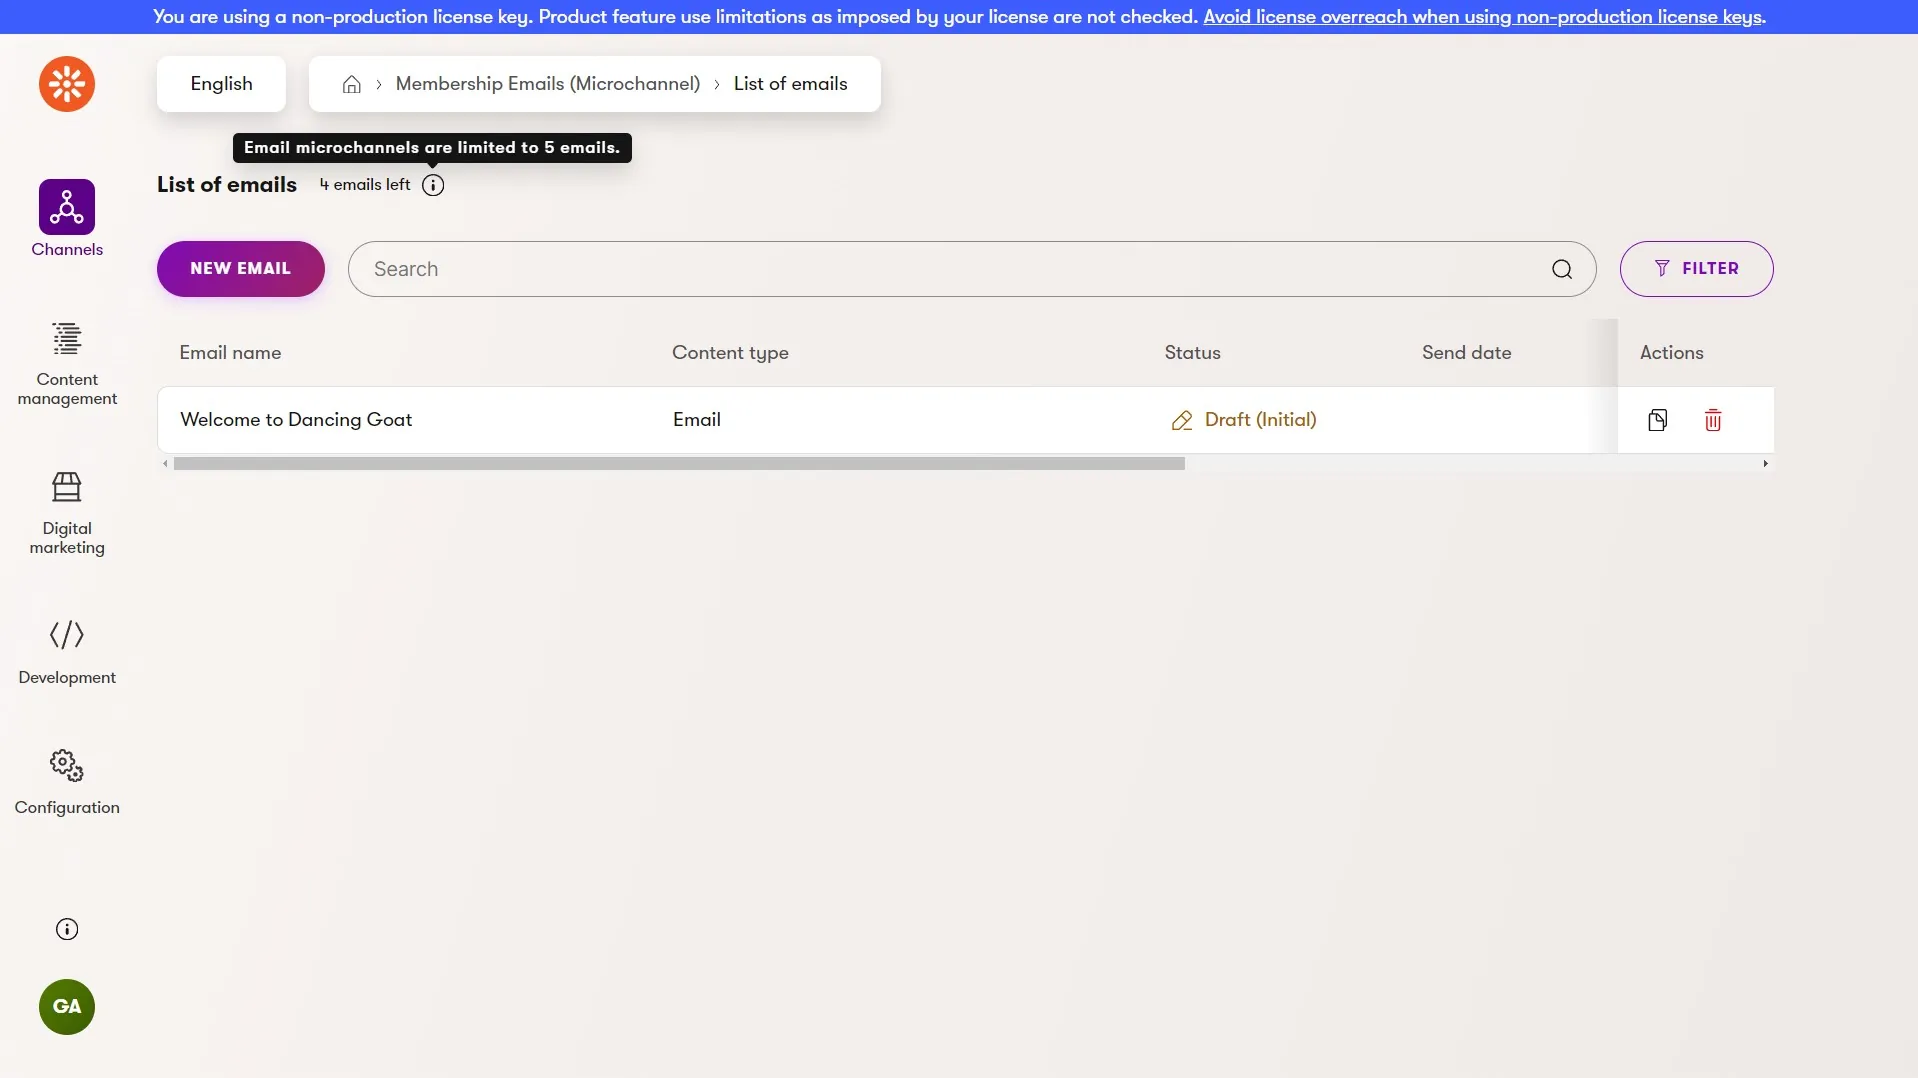 You are using a non-production license key. Product feature use limitations as imposed by your license are not checked. Avoid license overreach when using non-production license keys.
English
Membership Emails (Microchannel) › List of emails
Email microchannels are limited to 5 emails.
List of emails 4 emails left
Channels
NEW EMAIL
Search
FILTER
Email name Content type Status Send date Actions
Welcome to Dancing Goat Email Draft (Initial)
Content
management
Digital
marketing
Development
Configuration
GA